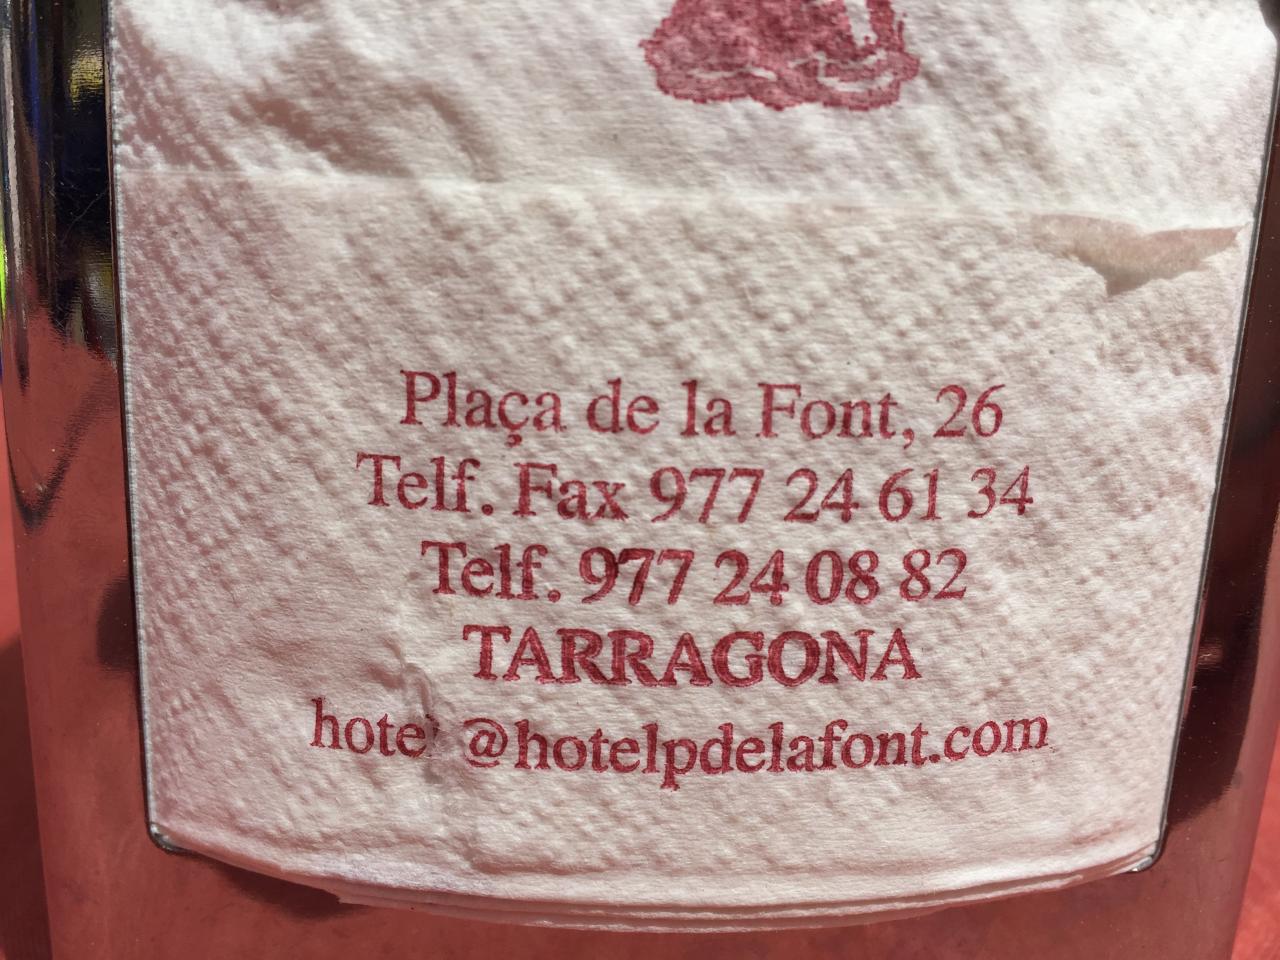 Plaça de la Font, 26
Telf. Fax 977 24 61 34
Telf. 977 24 08 82
TARRAGONA
hotel @hotelpdelafont.com